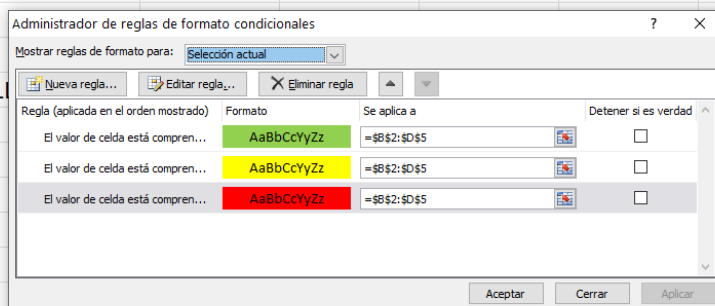 Administrador de reglas de formato condicionales ? X
Mostrar reglas de formato para: Selección actual
Nueva regla... Editar regla... Eliminar regla
Regla (aplicada en el orden mostrado) Formato Se aplica a Detener si es verdad
El valor de celda está compren... AaBbCcYyZz =$B$2:$D$5
El valor de celda está compren... AaBbCcYyZz =$B$2:$D$5
El valor de celda está compren... AaBbCcYyZz =$B$2:$D$5
Aceptar Cerrar Aplicar